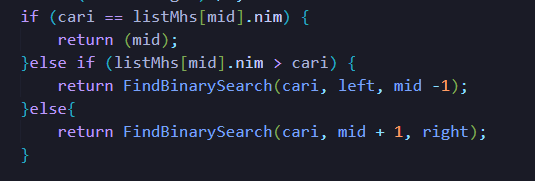 if (cari == listMhs[mid].nim) {
return (mid);
}else if (listMhs[mid].nim > cari) {
return FindBinarySearch(cari, left, mid -1);
}else{
return FindBinarySearch(cari, mid + 1, right);
}